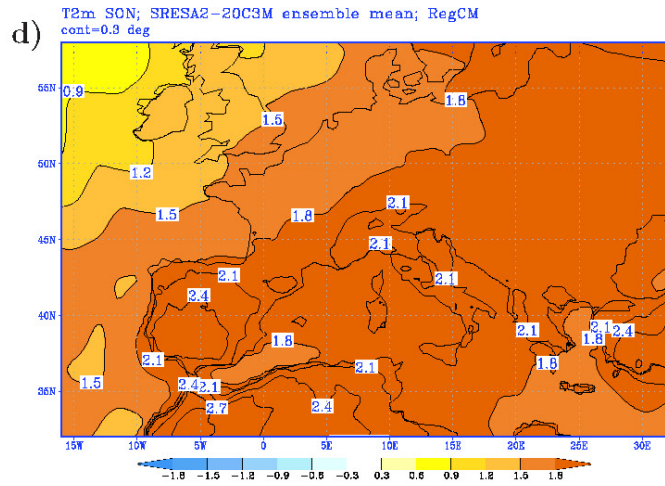 T2m SON; SRESA2-20C3M ensemble mean; RegCM
cont=0.3 deg
d)
55N
50N
45N
40N
35N
0.9
1.8
1.5
1.2
1.5
1.8
2.1
2.1
2.1
2.1
2.4
2.1
2.1
2.4
1.8
1.8
1.8
2.1
2.1
1.5
2.4
2.1
2.4
2.7
15W
10W
5W
0
5E
10E
15E
20E
25E
30E
-1.8
-1.5
-1.2
-0.9
-0.6
-0.3
0.3
0.6
0.9
1.2
1.5
1.8